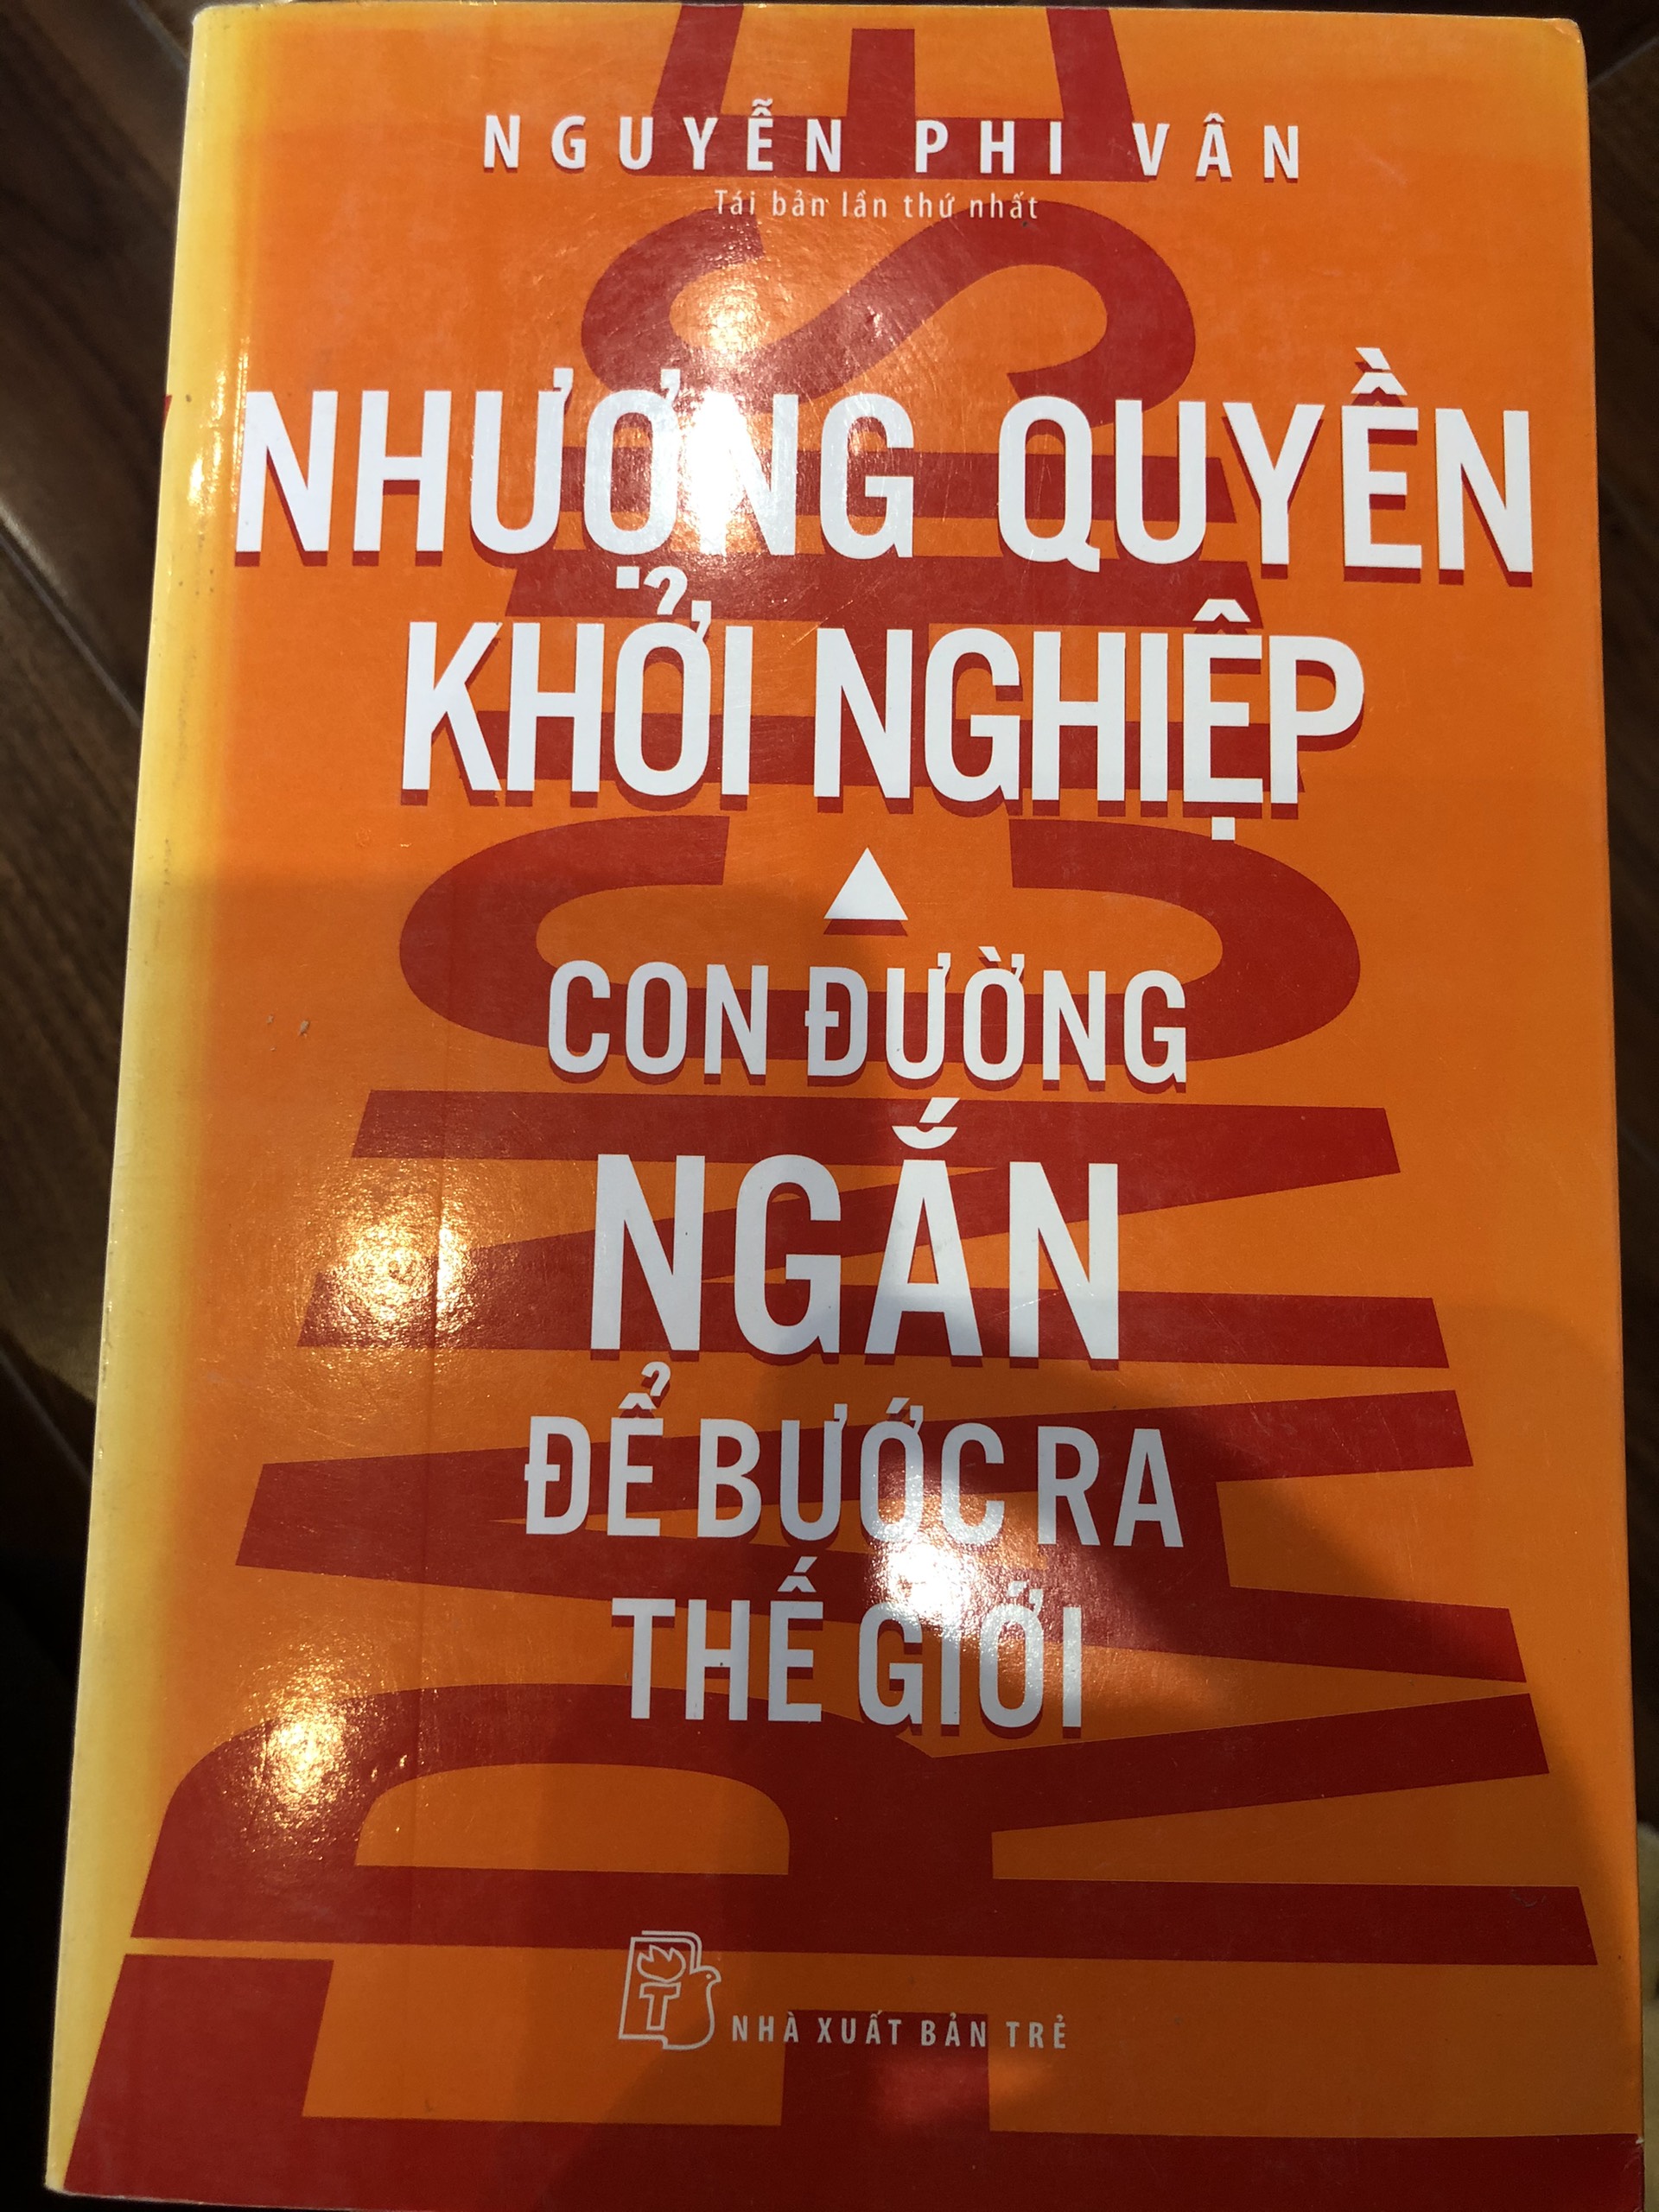 NGUYỄN PHI VÂN
Tái bản lần thứ nhất
NHƯỢNG QUYỀN
KHỞI NGHIỆP
CON ĐƯỜNG
NGẮN
ĐỂ BƯỚC RA
THẾ GIỚI
T
NHÀ XUẤT BẢN TRẺ
FRANCHISE